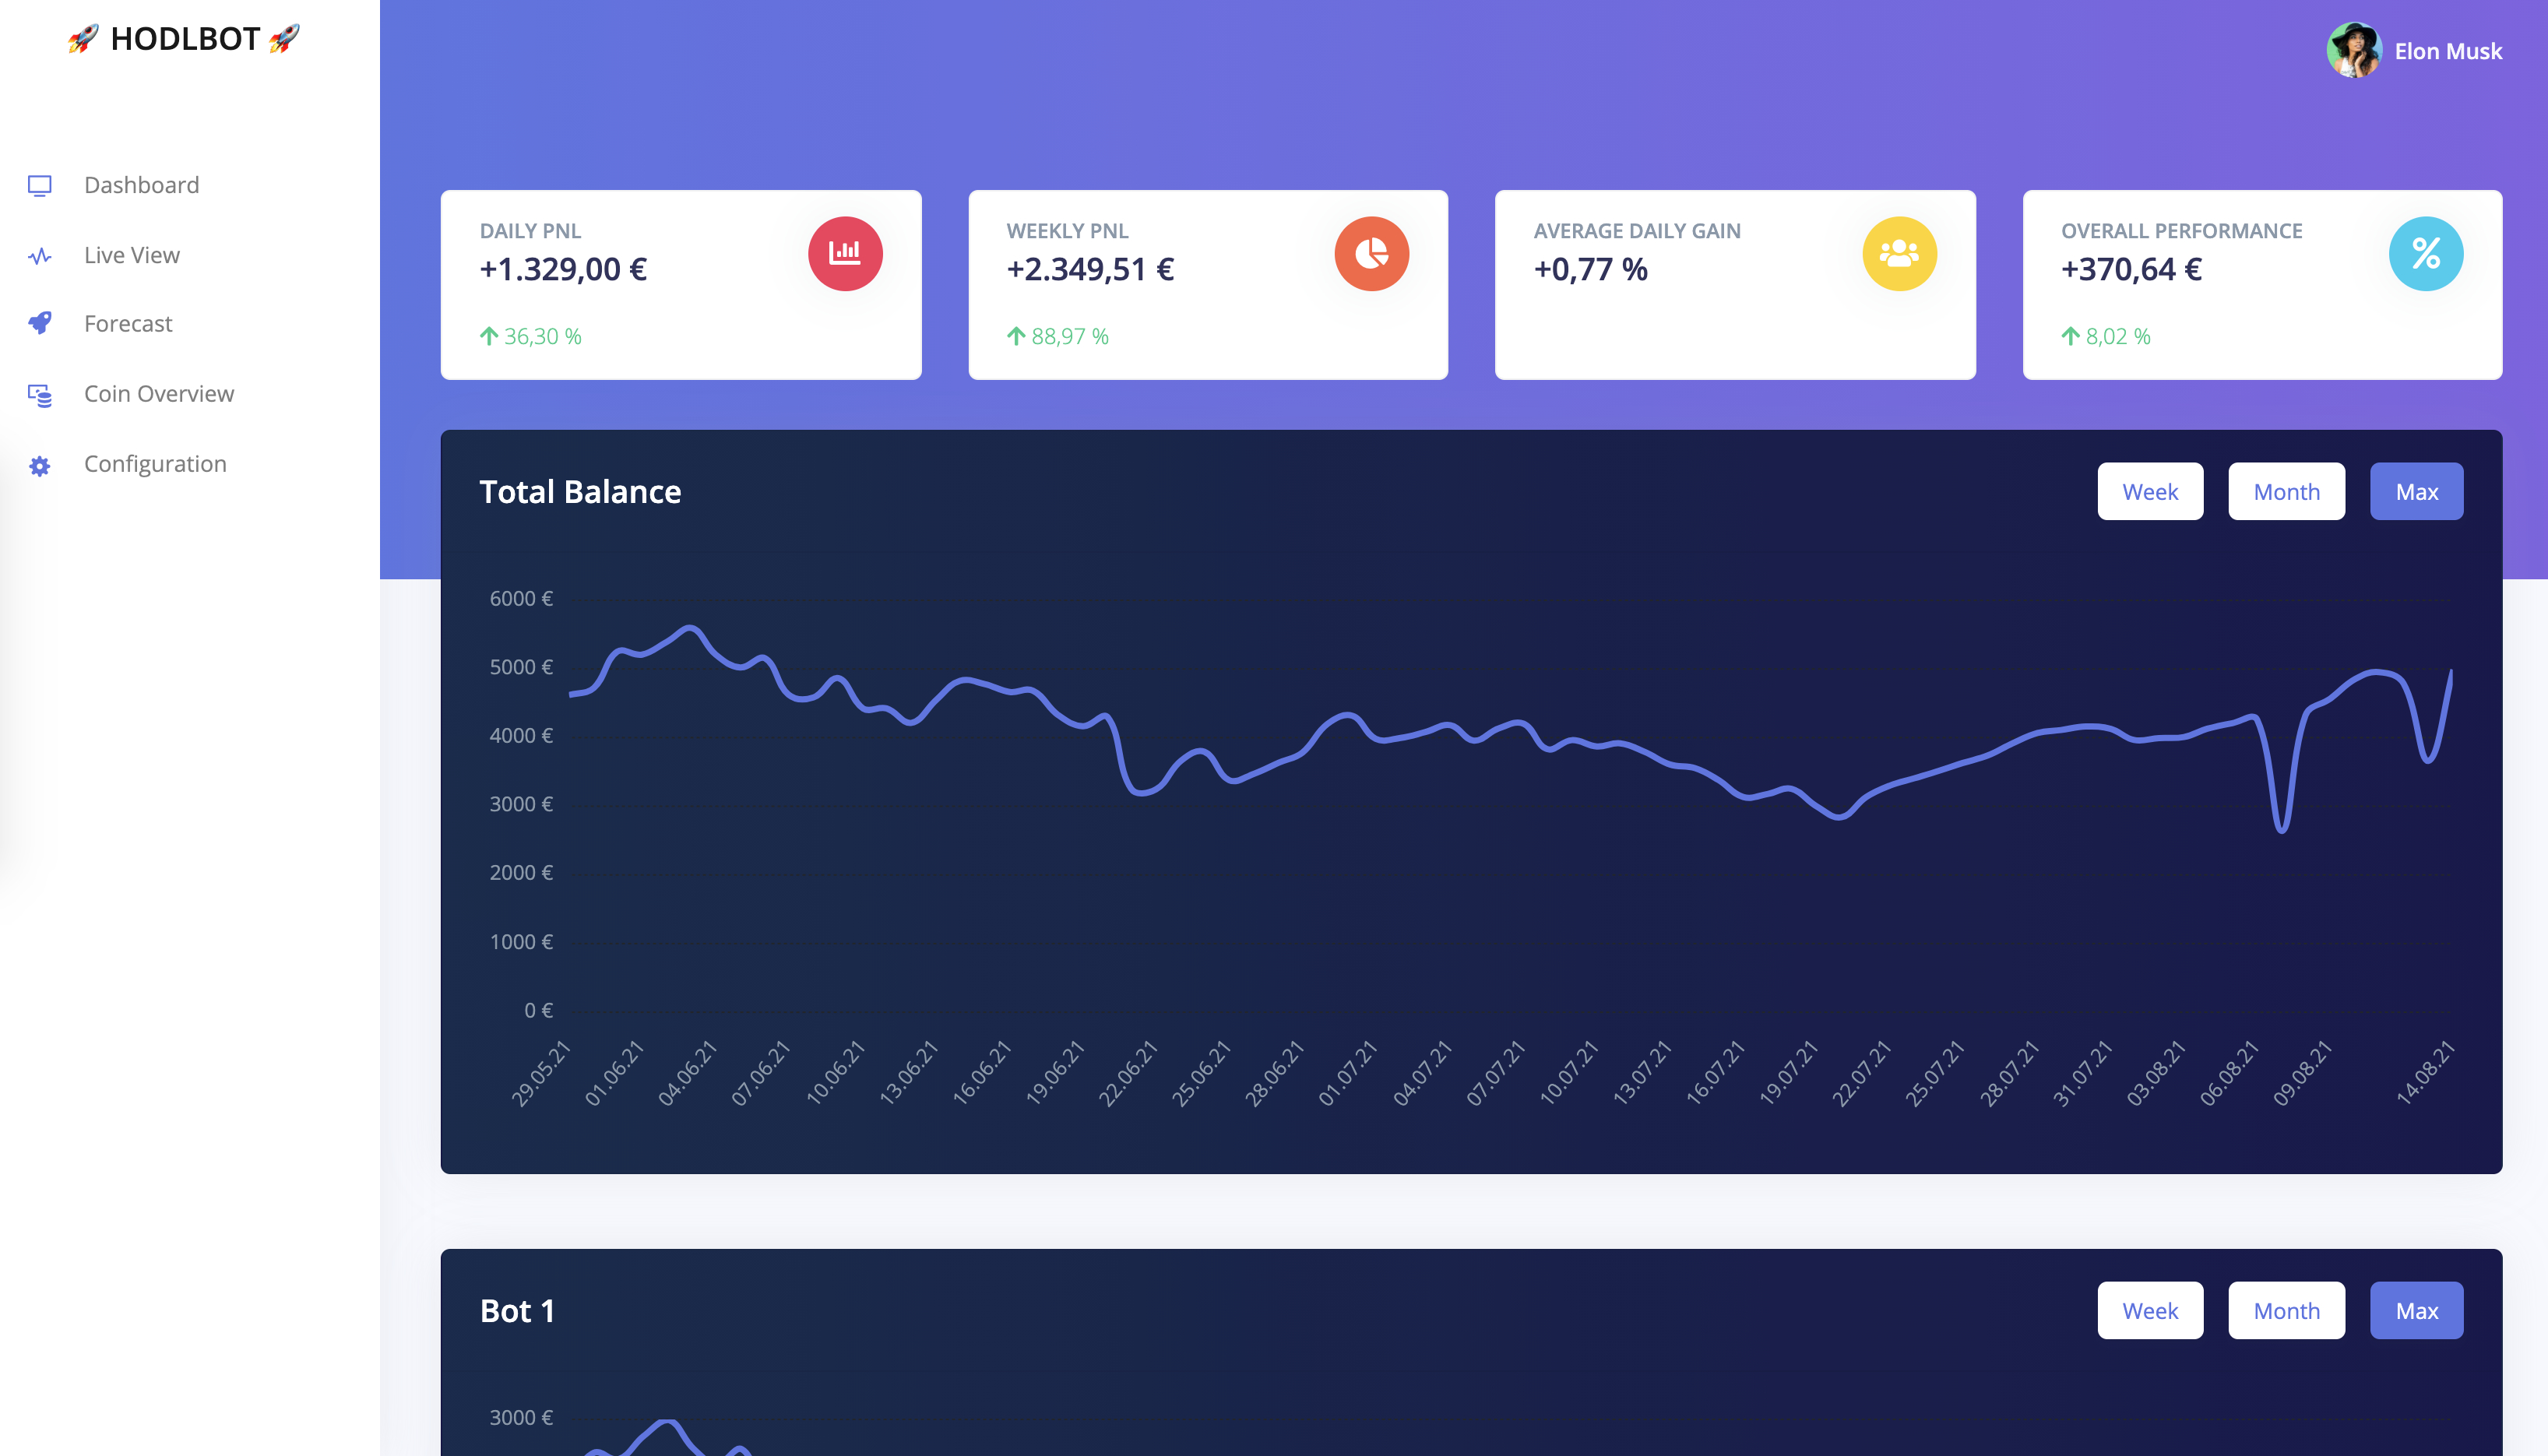 🚀 HODLBOT 🚀
Elon Musk
Dashboard
Live View
Forecast
Coin Overview
Configuration
DAILY PNL
+1.329,00 €
36,30 %
WEEKLY PNL
+2.349,51 €
88,97 %
AVERAGE DAILY GAIN
+0,77 %
OVERALL PERFORMANCE
+370,64 €
8,02 %
Total Balance
Week Month Max
6000 €
5000 €
4000 €
3000 €
2000 €
1000 €
0 €
29.05.21 01.06.21 04.06.21 07.06.21 10.06.21 13.06.21 16.06.21 19.06.21 22.06.21 25.06.21 28.06.21 01.07.21 04.07.21 07.07.21 10.07.21 13.07.21 16.07.21 19.07.21 22.07.21 25.07.21 28.07.21 31.07.21 03.08.21 06.08.21 09.08.21 14.08.21
Bot 1
Week Month Max
3000 €